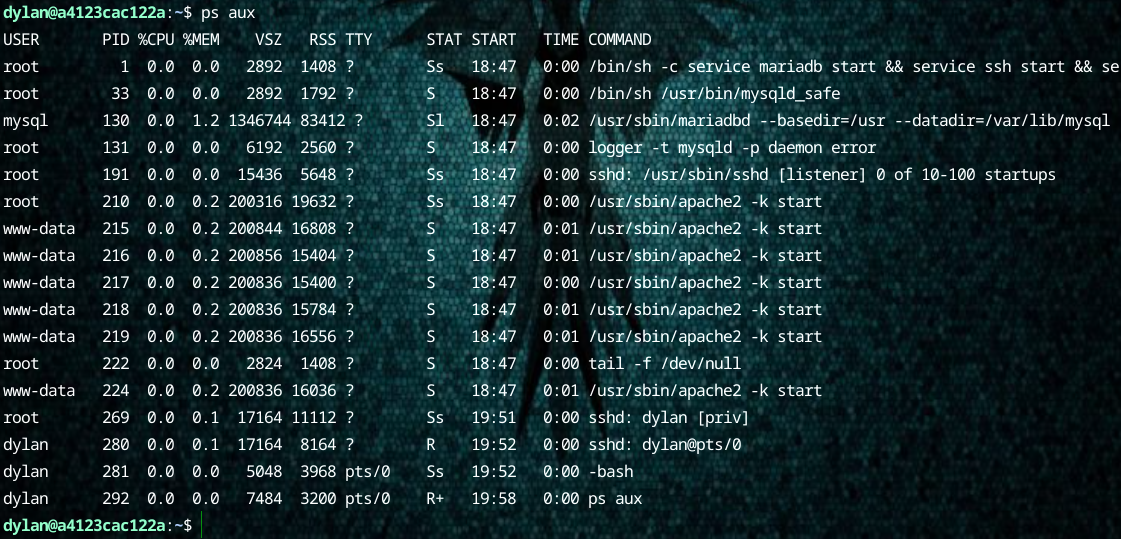 dylan@a4123cac122a:~$ ps aux
USER         PID %CPU %MEM    VSZ   RSS TTY      STAT START   TIME COMMAND
root           1  0.0  0.0   2892  1408 ?        Ss   18:47   0:00 /bin/sh -c service mariadb start && service ssh start && se
root          33  0.0  0.0   2892  1792 ?        S    18:47   0:00 /bin/sh /usr/bin/mysqld_safe
mysql        130  0.0  1.2 1346744 83412 ?       Sl   18:47   0:02 /usr/sbin/mariadbd --basedir=/usr --datadir=/var/lib/mysql
root         131  0.0  0.0   6192  2560 ?        S    18:47   0:00 logger -t mysqld -p daemon error
root         191  0.0  0.0  15436  5648 ?        Ss   18:47   0:00 sshd: /usr/sbin/sshd [listener] 0 of 10-100 startups
root         210  0.0  0.2 200316 19632 ?        Ss   18:47   0:00 /usr/sbin/apache2 -k start
www-data     215  0.0  0.2 200844 16808 ?        S    18:47   0:01 /usr/sbin/apache2 -k start
www-data     216  0.0  0.2 200856 15404 ?        S    18:47   0:01 /usr/sbin/apache2 -k start
www-data     217  0.0  0.2 200836 15400 ?        S    18:47   0:00 /usr/sbin/apache2 -k start
www-data     218  0.0  0.2 200836 15784 ?        S    18:47   0:01 /usr/sbin/apache2 -k start
www-data     219  0.0  0.2 200836 16556 ?        S    18:47   0:01 /usr/sbin/apache2 -k start
root         222  0.0  0.0   2824  1408 ?        S    18:47   0:00 tail -f /dev/null
www-data     224  0.0  0.2 200836 16036 ?        S    18:47   0:01 /usr/sbin/apache2 -k start
root         269  0.0  0.1  17164 11112 ?        Ss   19:51   0:00 sshd: dylan [priv]
dylan        280  0.0  0.1  17164  8164 ?        R    19:52   0:00 sshd: dylan@pts/0
dylan        281  0.0  0.0   5048  3968 pts/0    Ss   19:52   0:00 -bash
dylan        292  0.0  0.0   7484  3200 pts/0    R+   19:58   0:00 ps aux
dylan@a4123cac122a:~$